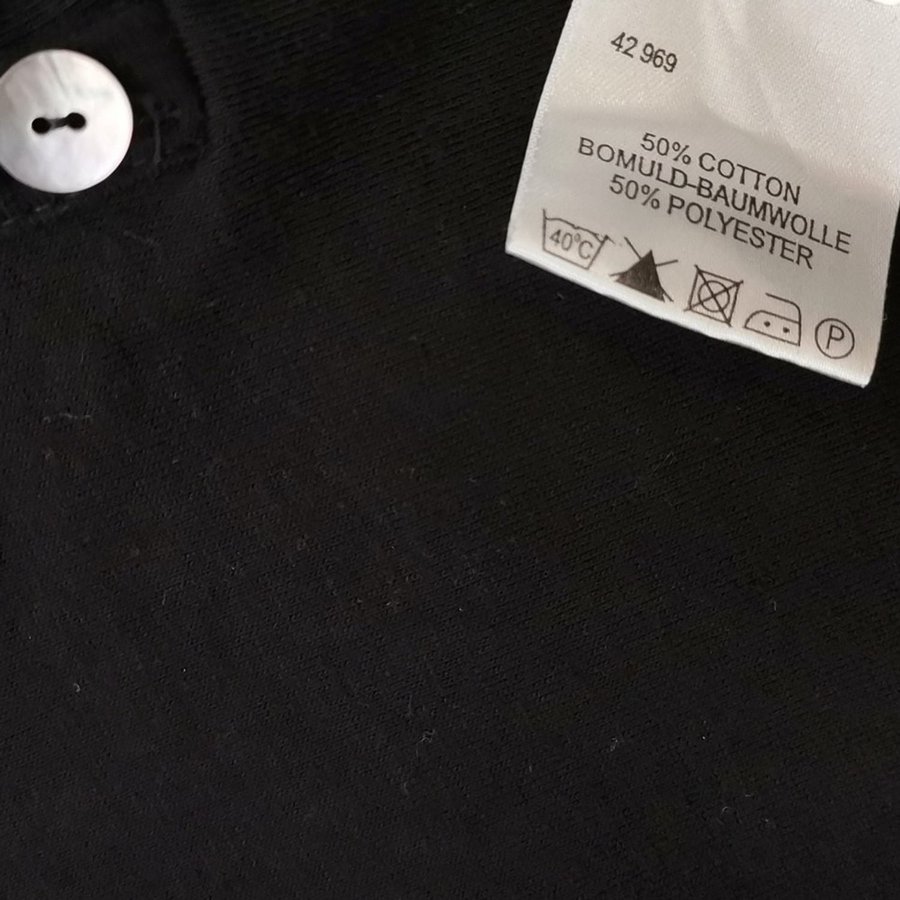 42 969
50% COTTON
BOMULD-BAUMWOLLE
50% POLYESTER
40°C
P